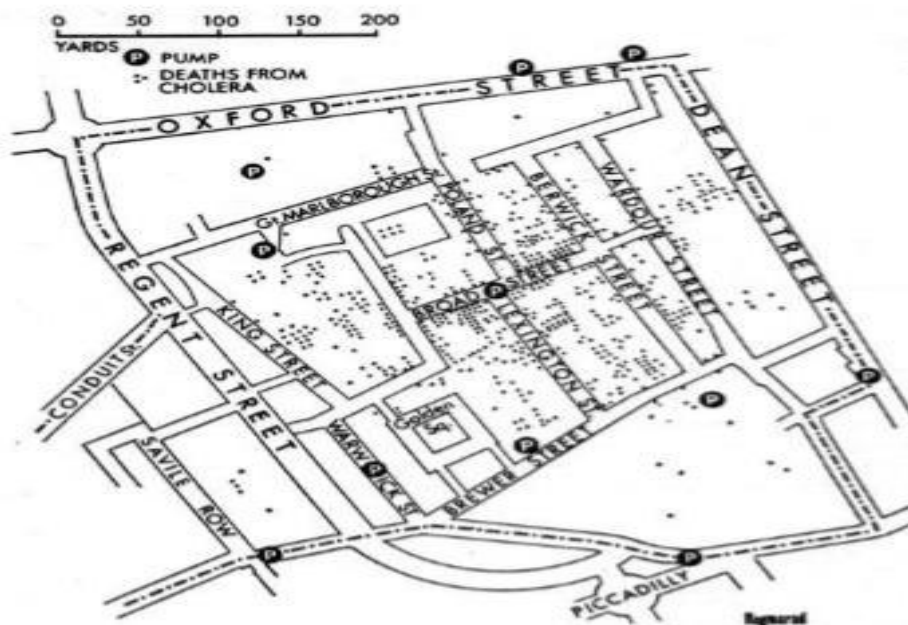 0 50 100 150 200
YARDS
P PUMP
DEATHS FROM
CHOLERA
P
P
OXFORD STREET
DEAN STREET
P
GT MARLBOROUGH ST
POLAND ST
BERWICK STREET
WARDOUR STREET
P
REGENT STREET
KING STREET
BROAD STREET
P
LEXINGTON ST
CONDUIT ST
P
P
Golden
Sq
WARWICK ST
P
P
BREWER STREET
SAVILE ROW
P
P
PICCADILLY